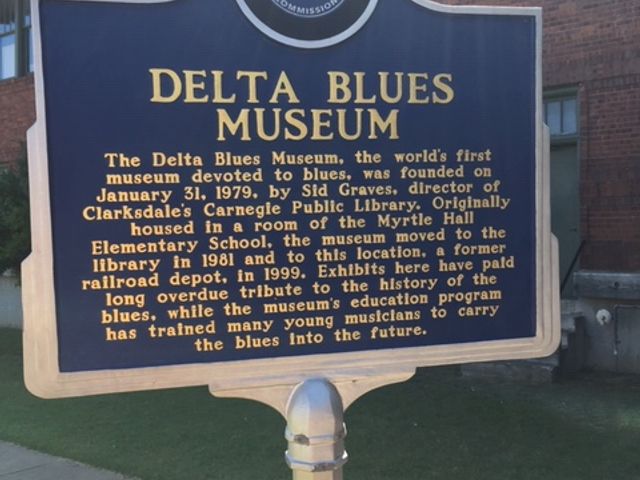 COMMISSION
DELTA BLUES
MUSEUM
The Delta Blues Museum, the world's first
museum devoted to blues, was founded on
January 31, 1979, by Sid Graves, director of
Clarksdale's Carnegie Public Library. Originally
housed in a room of the Myrtle Hall
Elementary School, the museum moved to the
library in 1981 and to this location, a former
railroad depot, in 1999. Exhibits here have paid
long overdue tribute to the history of the
blues, while the museum's education program
has trained many young musicians to carry
the blues into the future.